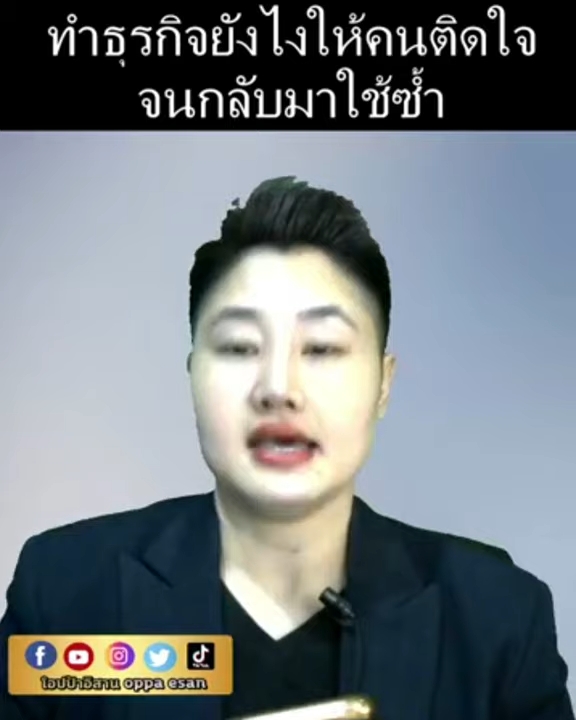 ทำธุรกิจยังไงให้คนติดใจ
จนกลับมาใช้ซ้ำ
โอปป้าอีสาน oppa esan